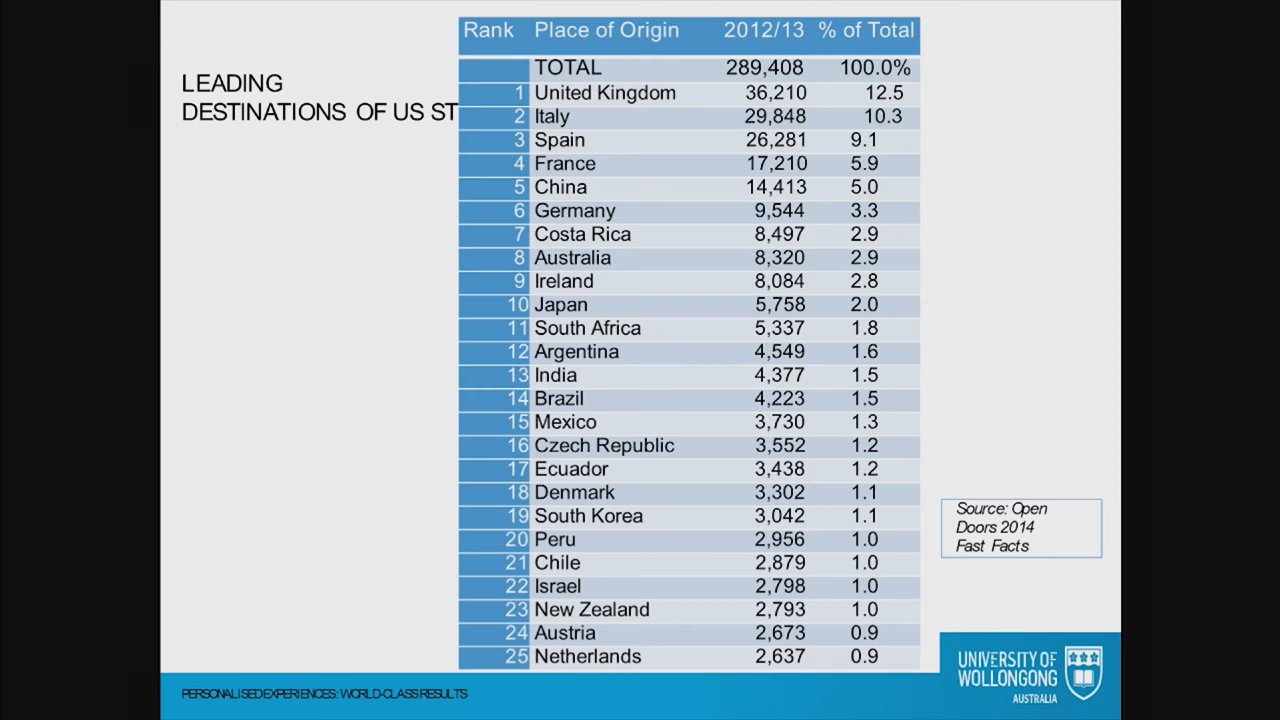 LEADING
DESTINATIONS OF US ST
Rank Place of Origin 2012/13 % of Total
TOTAL 289,408 100.0%
1 United Kingdom 36,210 12.5
2 Italy 29,848 10.3
3 Spain 26,281 9.1
4 France 17,210 5.9
5 China 14,413 5.0
6 Germany 9,544 3.3
7 Costa Rica 8,497 2.9
8 Australia 8,320 2.9
9 Ireland 8,084 2.8
10 Japan 5,758 2.0
11 South Africa 5,337 1.8
12 Argentina 4,549 1.6
13 India 4,377 1.5
14 Brazil 4,223 1.5
15 Mexico 3,730 1.3
16 Czech Republic 3,552 1.2
17 Ecuador 3,438 1.2
18 Denmark 3,302 1.1
19 South Korea 3,042 1.1
20 Peru 2,956 1.0
21 Chile 2,879 1.0
22 Israel 2,798 1.0
23 New Zealand 2,793 1.0
24 Austria 2,673 0.9
25 Netherlands 2,637 0.9
Source: Open
Doors 2014
Fast Facts
PERSONALISED EXPERIENCES: WORLD-CLASS RESULTS
UNIVERSITY OF
WOLLONGONG
AUSTRALIA